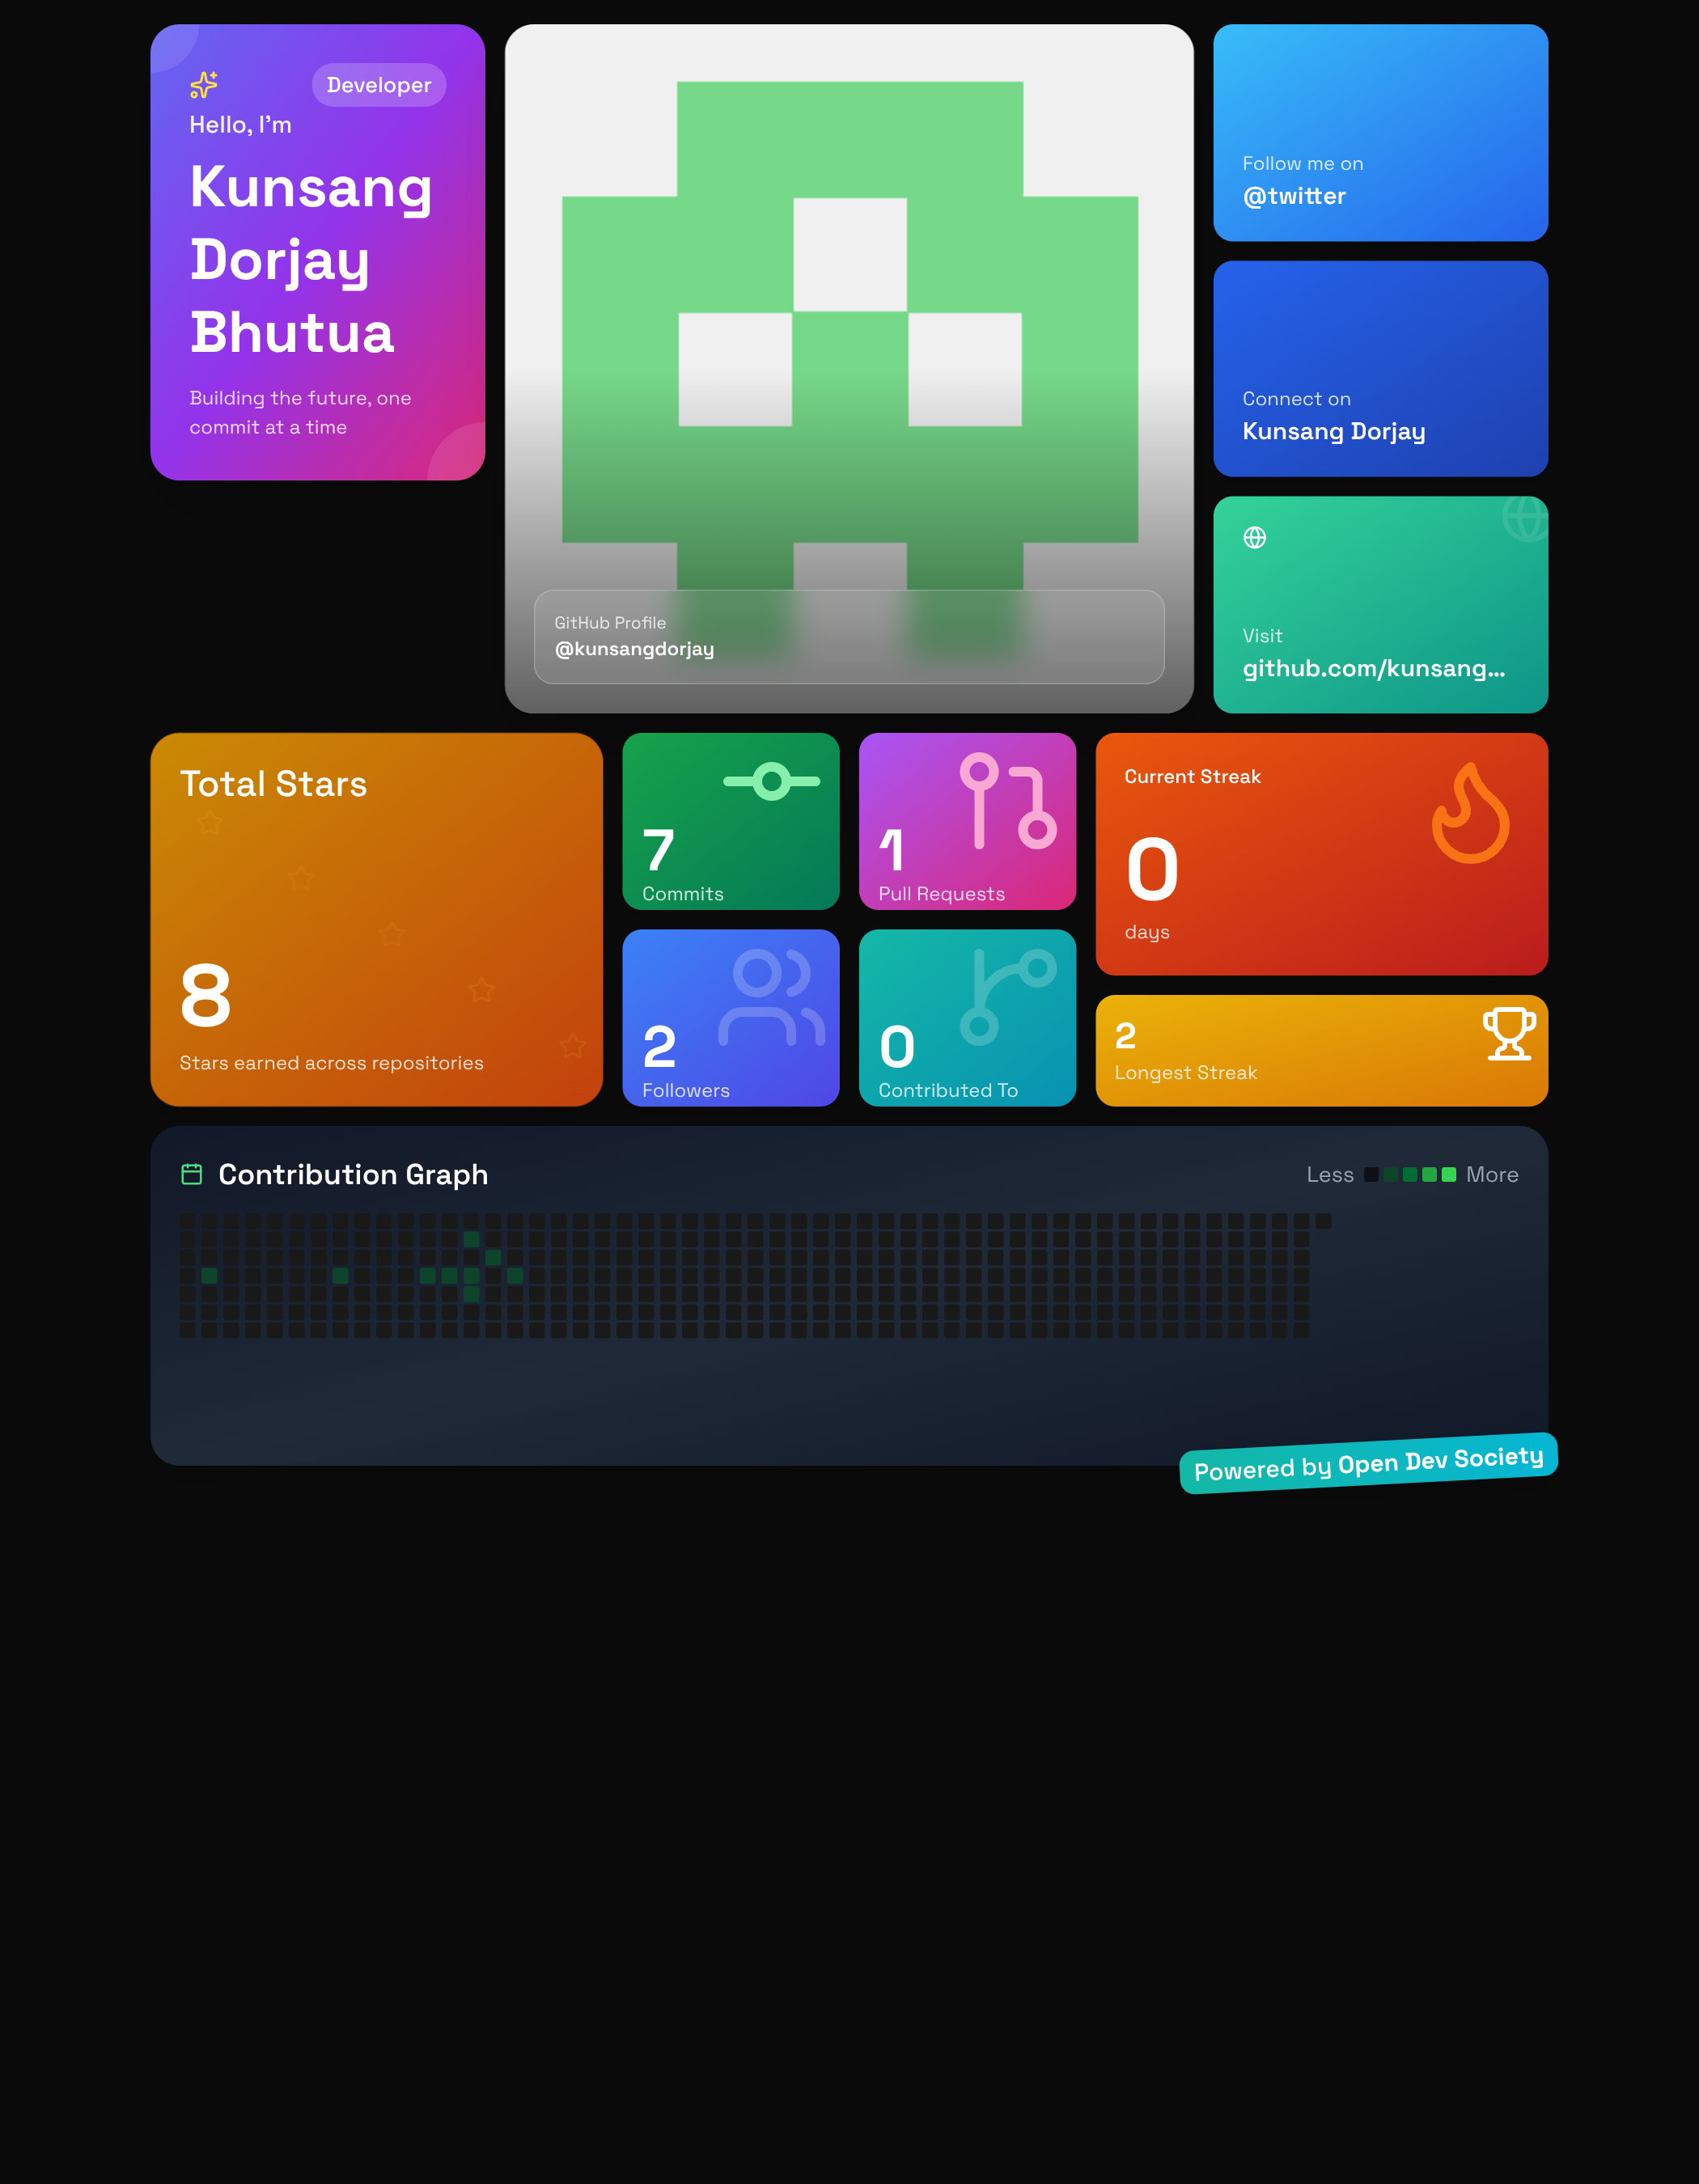 Developer
Hello, I'm
Kunsang
Dorjay
Bhutua
Building the future, one
commit at a time
GitHub Profile
@kunsangdorjay
Follow me on
@twitter
Connect on
Kunsang Dorjay
Visit
github.com/kunsang...
Total Stars
8
Stars earned across repositories
7
Commits
1
Pull Requests
2
Followers
0
Contributed To
Current Streak
0
days
2
Longest Streak
Contribution Graph
Less More
Powered by Open Dev Society